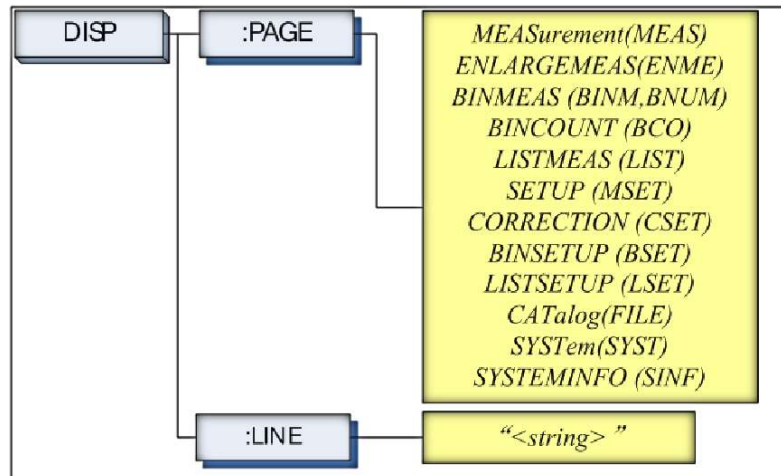 DISP
:PAGE
MEASurement(MEAS)
ENLARGEMEAS(ENME)
BINMEAS (BINM,BNUM)
BINCOUNT (BCO)
LISTMEAS (LIST)
SETUP (MSET)
CORRECTION (CSET)
BINSETUP (BSET)
LISTSETUP (LSET)
CATalog(FILE)
SYSTem(SYST)
SYSTEMINFO (SINF)
:LINE
“<string> ”